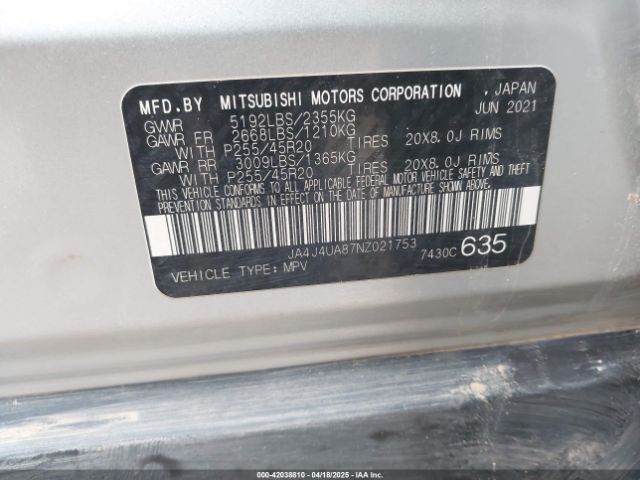 MFD.BY MITSUBISHI MOTORS CORPORATION , JAPAN
GVWR 5192LBS/2355KG JUN 2021
GAWR FR 2668LBS/1210KG
WITH P255/45R20 TIRES 20X8.0J RIMS
GAWR RR 3009LBS/1365KG
WITH P255/45R20 TIRES 20X8.0J RIMS
THIS VEHICLE CONFORMS TO ALL APPLICABLE FEDERAL MOTOR VEHICLE SAFETY AND THEFT
PREVENTION STANDARDS IN EFFECT ON THE DATE OF MANUFACTURE SHOWN ABOVE.
JA4J4UA87NZ021753
7430C 635
VEHICLE TYPE: MPV
000-42038810 - 04/18/2025 - IAAI.COM